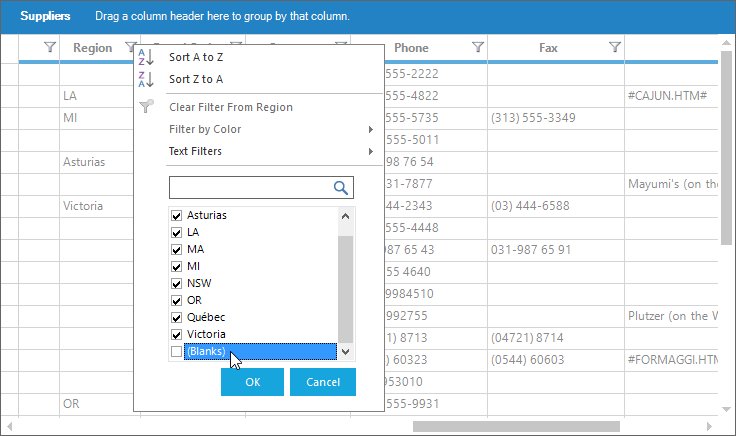 Suppliers Drag a column header here to group by that column.
Region Phone Fax
555-2222
LA 555-4822 #CAJUN.HTM#
MI 555-5735 (313) 555-3349
555-5011
Asturias 98 76 54
31-7877 Mayumi's (on the
Victoria 44-2343 (03) 444-6588
555-4448
987 65 43 031-987 65 91
55 4640
9984510
992755 Plutzer (on the W
1) 8713 (04721) 8714
) 60323 (0544) 60603 #FORMAGGI.HTM
953010
OR 555-9931
A Z Sort A to Z
Z A Sort Z to A
Clear Filter From Region
Filter by Color
Text Filters
Asturias
LA
MA
MI
NSW
OR
Québec
Victoria
(Blanks)
OK Cancel